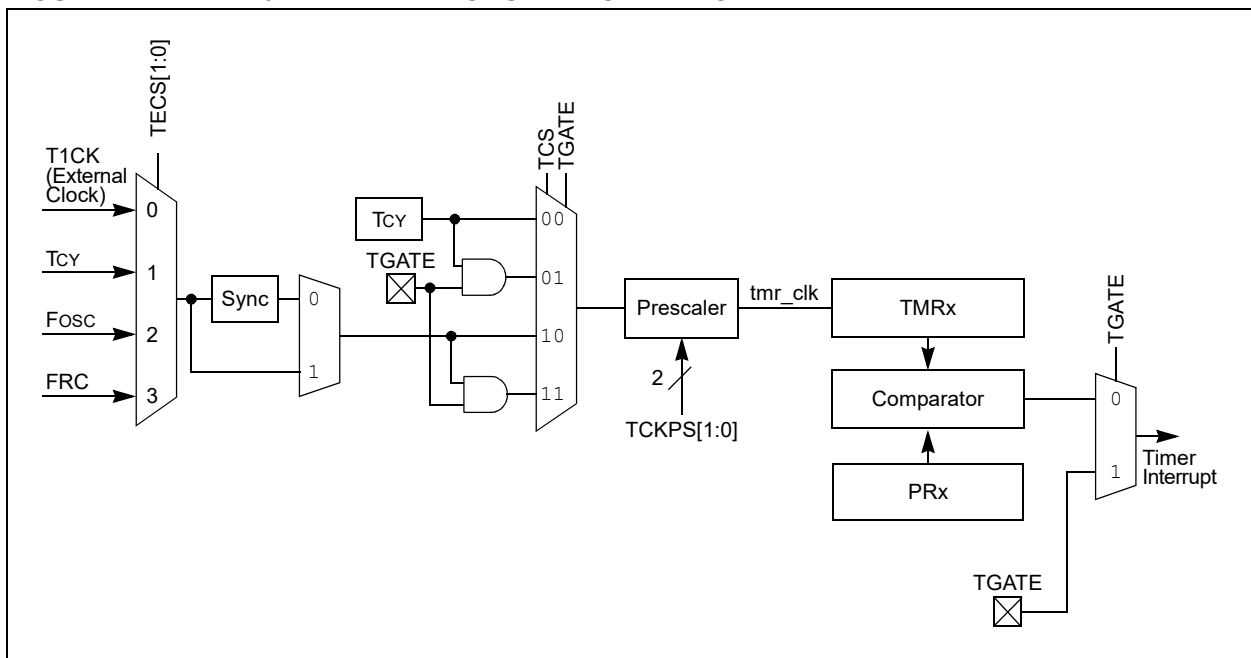 TECS[1:0]
T1CK
(External
Clock)
TCY
FOSC
FRC
0
1
2
3
Sync
0
1
TCY
TGATE
TCS
TGATE
00
01
10
11
Prescaler
2
TCKPS[1:0]
tmr_clk
TMRx
Comparator
PRx
TGATE
0
1
Timer
Interrupt
TGATE